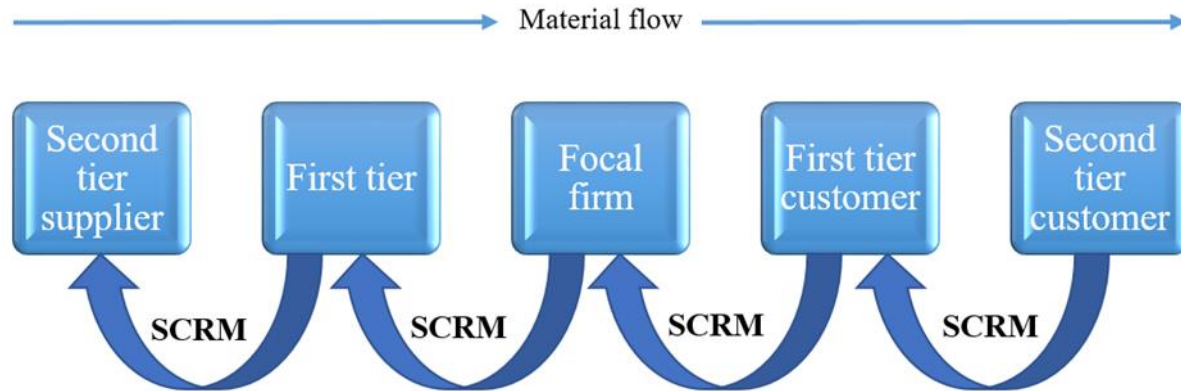 Material flow
Second
tier
supplier
First tier
Focal
firm
First tier
customer
Second
tier
customer
SCRM
SCRM
SCRM
SCRM